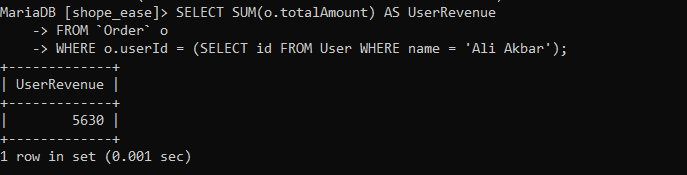 MariaDB [shope_ease]> SELECT SUM(o.totalAmount) AS UserRevenue
    -> FROM `Order` o
    -> WHERE o.userId = (SELECT id FROM User WHERE name = 'Ali Akbar');
+-------------+
| UserRevenue |
+-------------+
|        5630 |
+-------------+
1 row in set (0.001 sec)